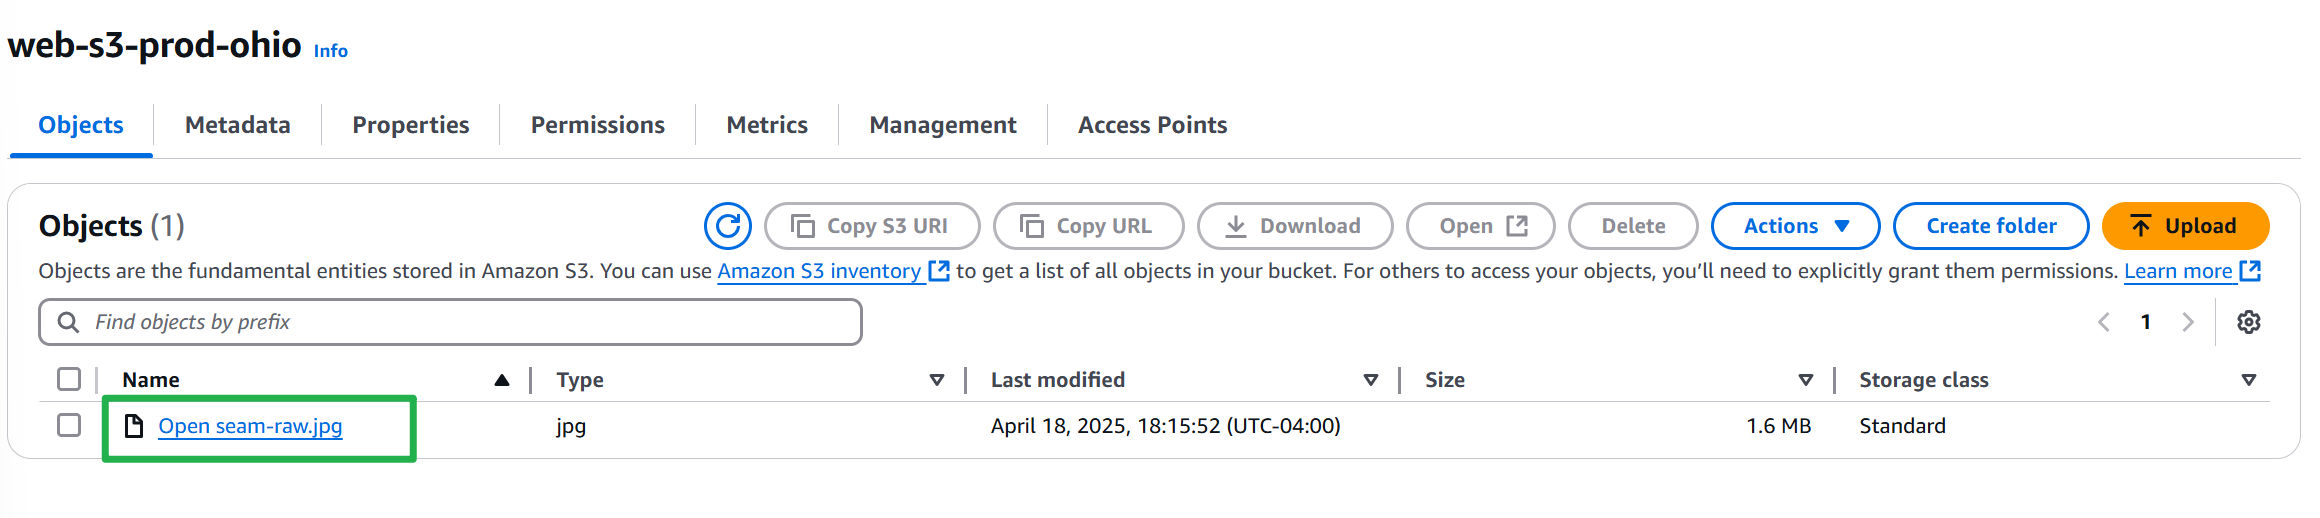 web-s3-prod-ohio Info
Objects Metadata Properties Permissions Metrics Management Access Points
Objects (1) Copy S3 URI Copy URL Download Open Delete Actions Create folder Upload
Objects are the fundamental entities stored in Amazon S3. You can use Amazon S3 inventory to get a list of all objects in your bucket. For others to access your objects, you’ll need to explicitly grant them permissions. Learn more
Find objects by prefix 1
Name Type Last modified Size Storage class
Open seam-raw.jpg jpg April 18, 2025, 18:15:52 (UTC-04:00) 1.6 MB Standard